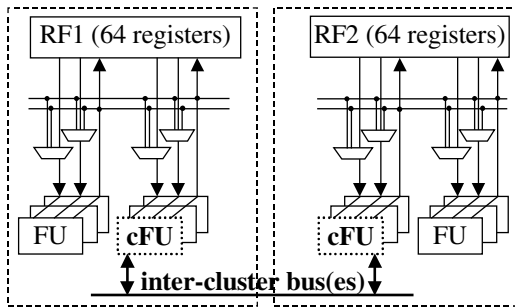 RF1 (64 registers)
RF2 (64 registers)
FU
cFU
cFU
FU
inter-cluster bus(es)